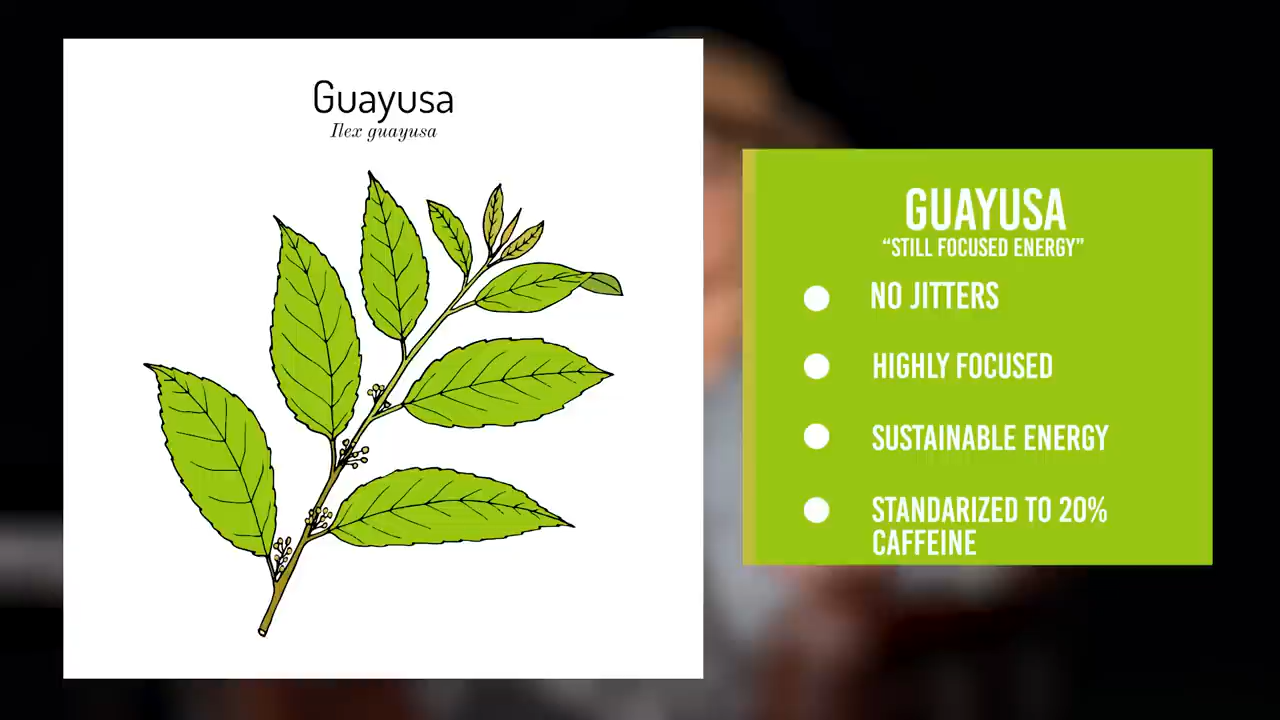 Guayusa
Ilex guayusa
GUAYUSA
“STILL FOCUSED ENERGY”
NO JITTERS
HIGHLY FOCUSED
SUSTAINABLE ENERGY
STANDARIZED TO 20%
CAFFEINE